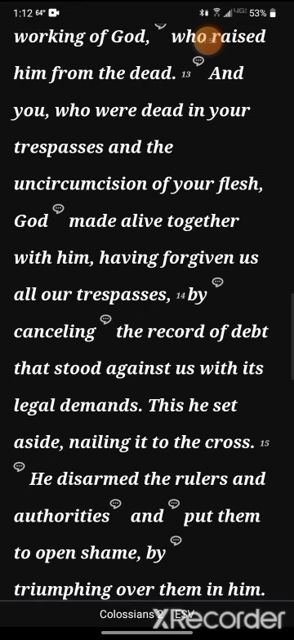 1:12 64°
53%
working of God, who raised
him from the dead. 13 And
you, who were dead in your
trespasses and the
uncircumcision of your flesh,
God made alive together
with him, having forgiven us
all our trespasses, 14 by
canceling the record of debt
that stood against us with its
legal demands. This he set
aside, nailing it to the cross. 15
He disarmed the rulers and
authorities and put them
to open shame, by
triumphing over them in him.
Colossians ESV
XRecorder